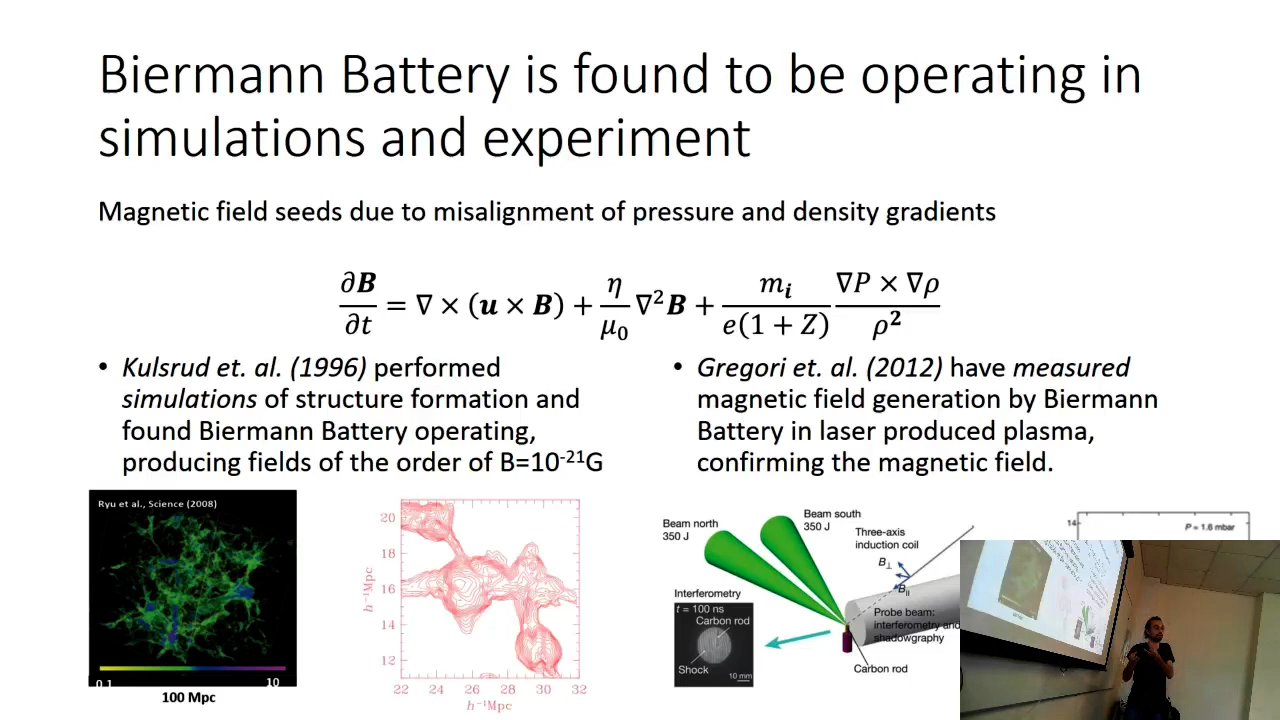 Biermann Battery is found to be operating in
simulations and experiment
Magnetic field seeds due to misalignment of pressure and density gradients
∂B/∂t = ∇ × (u × B) + η/μ₀ ∇²B + mᵢ/e(1 + Z) ∇P × ∇ρ/ρ²
• Kulsrud et. al. (1996) performed
simulations of structure formation and
found Biermann Battery operating,
producing fields of the order of B=10⁻²¹G
• Gregori et. al. (2012) have measured
magnetic field generation by Biermann
Battery in laser produced plasma,
confirming the magnetic field.
Ryu et al., Science (2008)
0.1 10
100 Mpc
20
18
16
14
12
h⁻¹Mpc
22 24 26 28 30 32
h⁻¹Mpc
Beam north
350 J
Beam south
350 J
Three-axis
induction coil
B⊥
B||
Interferometry
t = 100 ns
Carbon rod
Shock
10 mm
Probe beam:
interferometry and
shadowgraphy
Carbon rod
14
P = 1.6 mbar